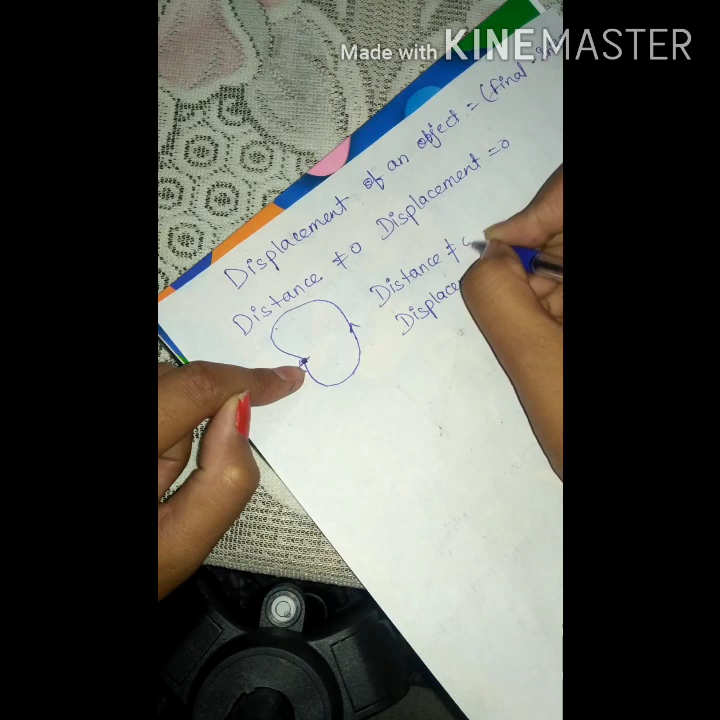 Made with KINEMASTER
Displacement of an object = (final
Distance ≠ 0 Displacement = 0
Distance ≠
Displace